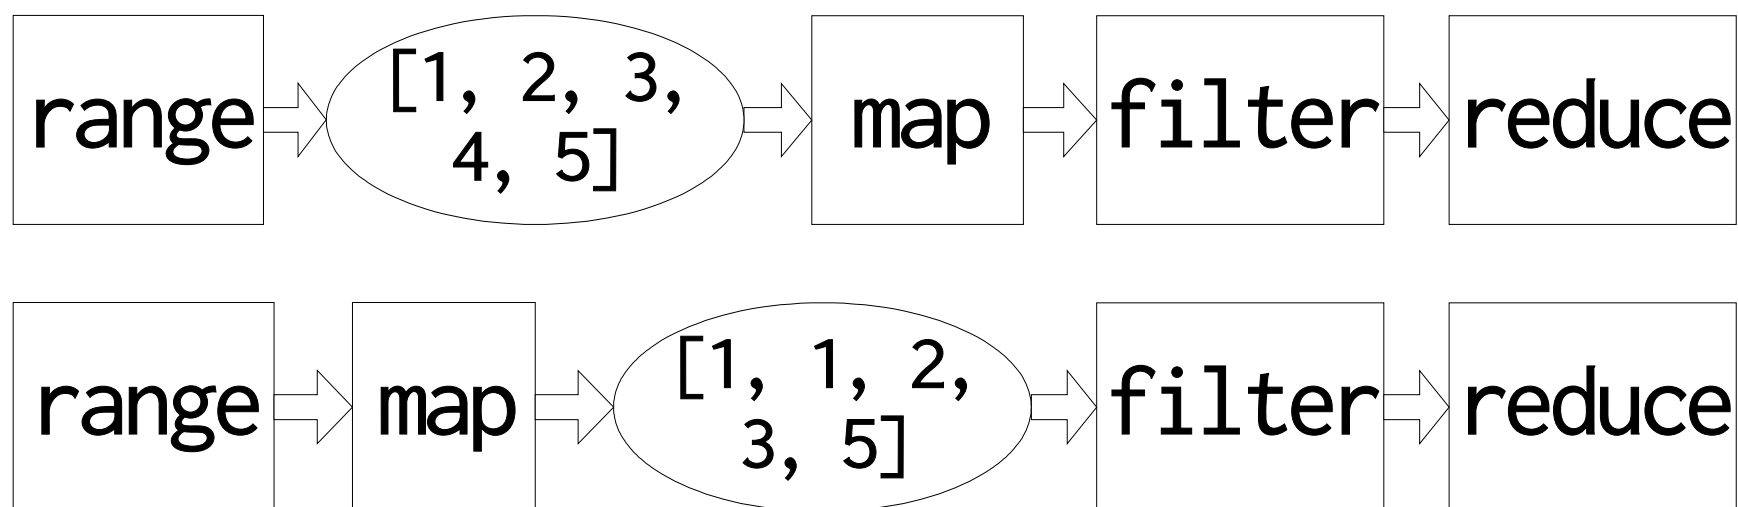 range [1, 2, 3, map filter reduce
4, 5]
range map [1, 1, 2, filter reduce
3, 5]